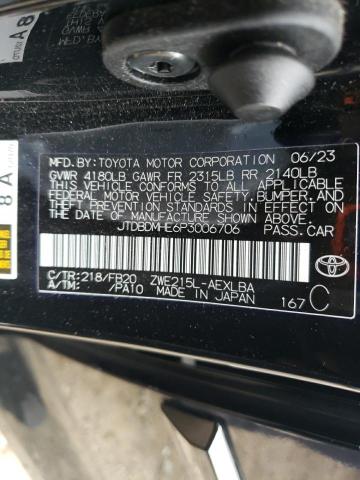 MFD.BY:TOYOTA MOTOR CORPORATION 06/23
GVWR 4180LB GAWR FR 2315LB RR 2140LB
THIS VEHICLE CONFORMS TO ALL APPLICABLE
FEDERAL MOTOR VEHICLE SAFETY, BUMPER, AND
THEFT PREVENTION STANDARDS IN EFFECT ON
THE DATE OF MANUFACTURE SHOWN ABOVE.
JTDBDMHE6P3006706 PASS.CAR
C/TR:218/FB20 ZWE215L-AEXLBA
A/TM: /PA10 MADE IN JAPAN
167 C
8 A
A 8